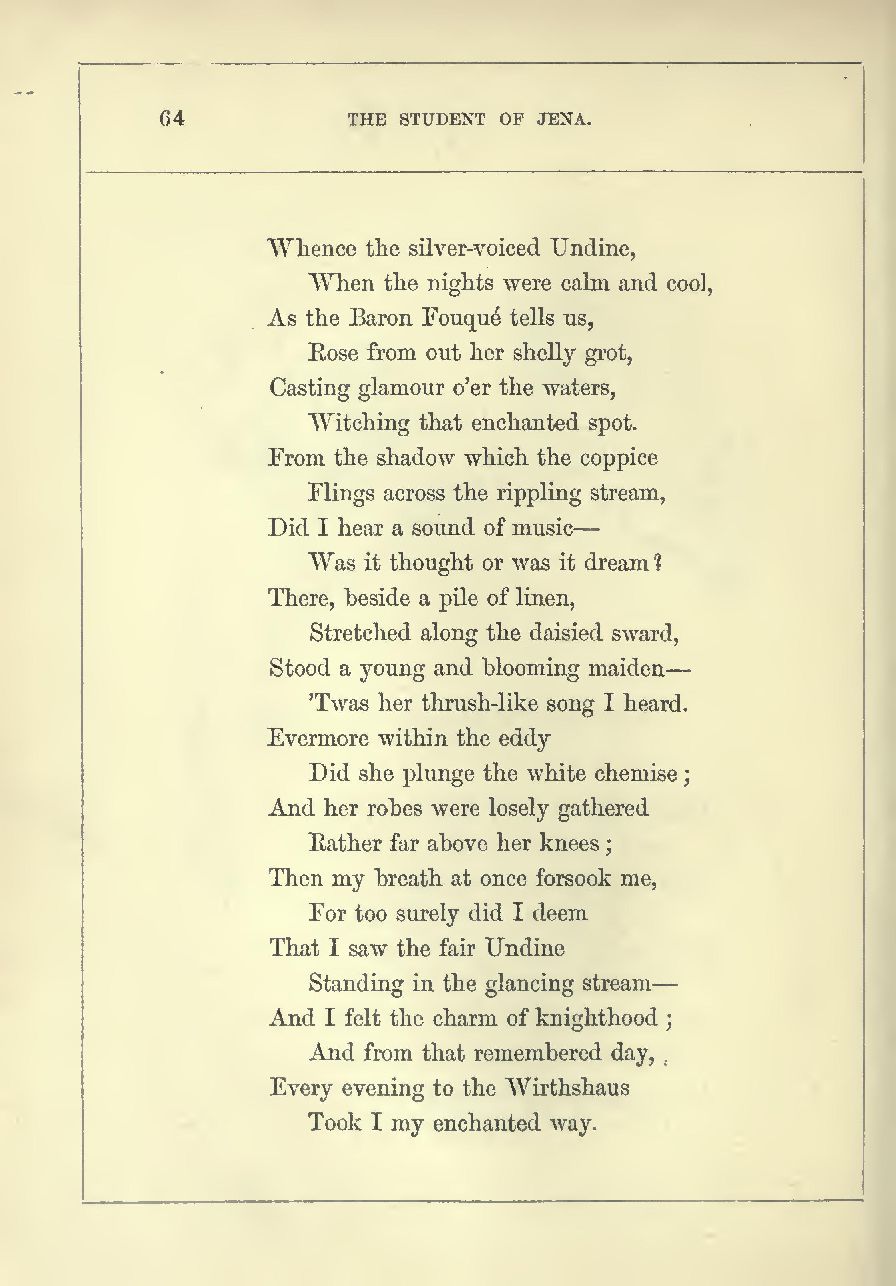 64 THE STUDENT OF JENA.
Whence the silver-voiced Undine,
When the nights were calm and cool,
As the Baron Fouqué tells us,
Rose from out her shelly grot,
Casting glamour o'er the waters,
Witching that enchanted spot.
From the shadow which the coppice
Flings across the rippling stream,
Did I hear a sound of music—
Was it thought or was it dream?
There, beside a pile of linen,
Stretched along the daisied sward,
Stood a young and blooming maiden—
'Twas her thrush-like song I heard.
Evermore within the eddy
Did she plunge the white chemise;
And her robes were losely gathered
Rather far above her knees;
Then my breath at once forsook me,
For too surely did I deem
That I saw the fair Undine
Standing in the glancing stream—
And I felt the charm of knighthood;
And from that remembered day,
Every evening to the Wirthshaus
Took I my enchanted way.